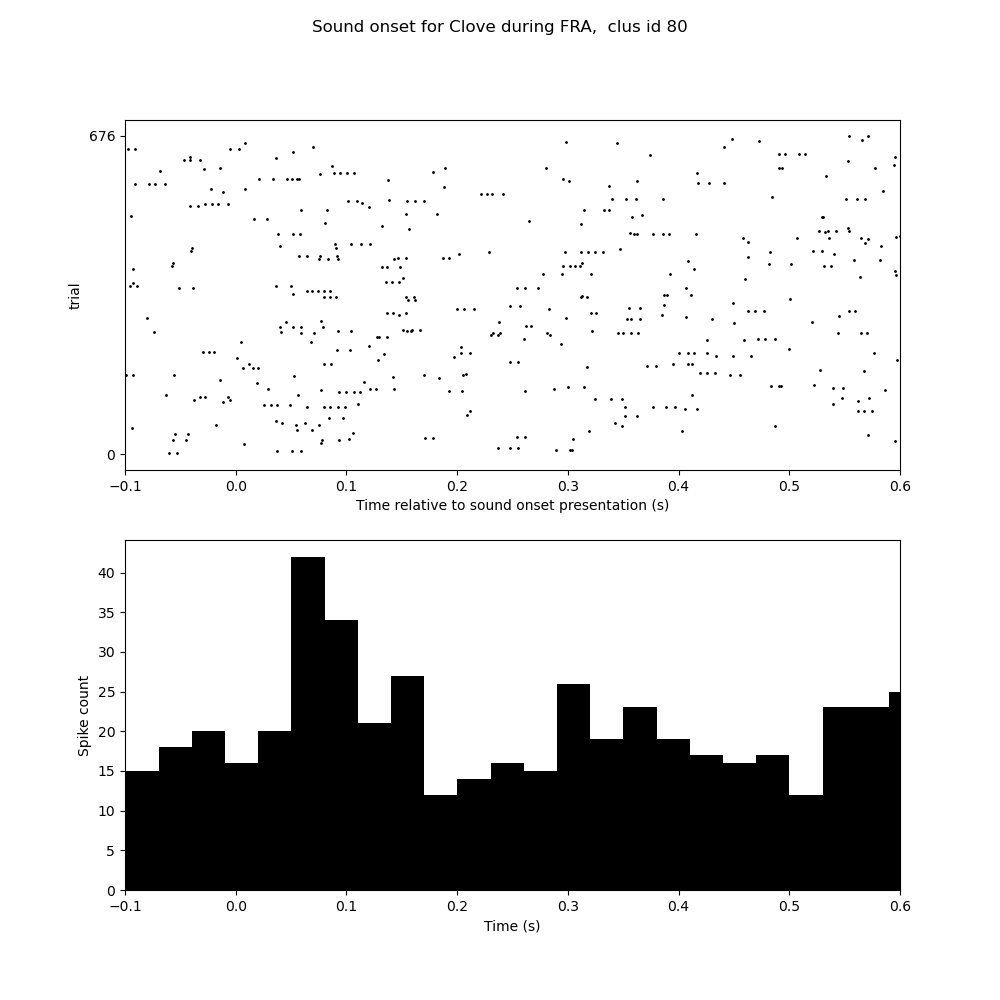 Sound onset for Clove during FRA,  clus id 80
676
trial
0
−0.1 0.0 0.1 0.2 0.3 0.4 0.5 0.6
Time relative to sound onset presentation (s)
40
35
30
25
Spike count
20
15
10
5
0
−0.1 0.0 0.1 0.2 0.3 0.4 0.5 0.6
Time (s)